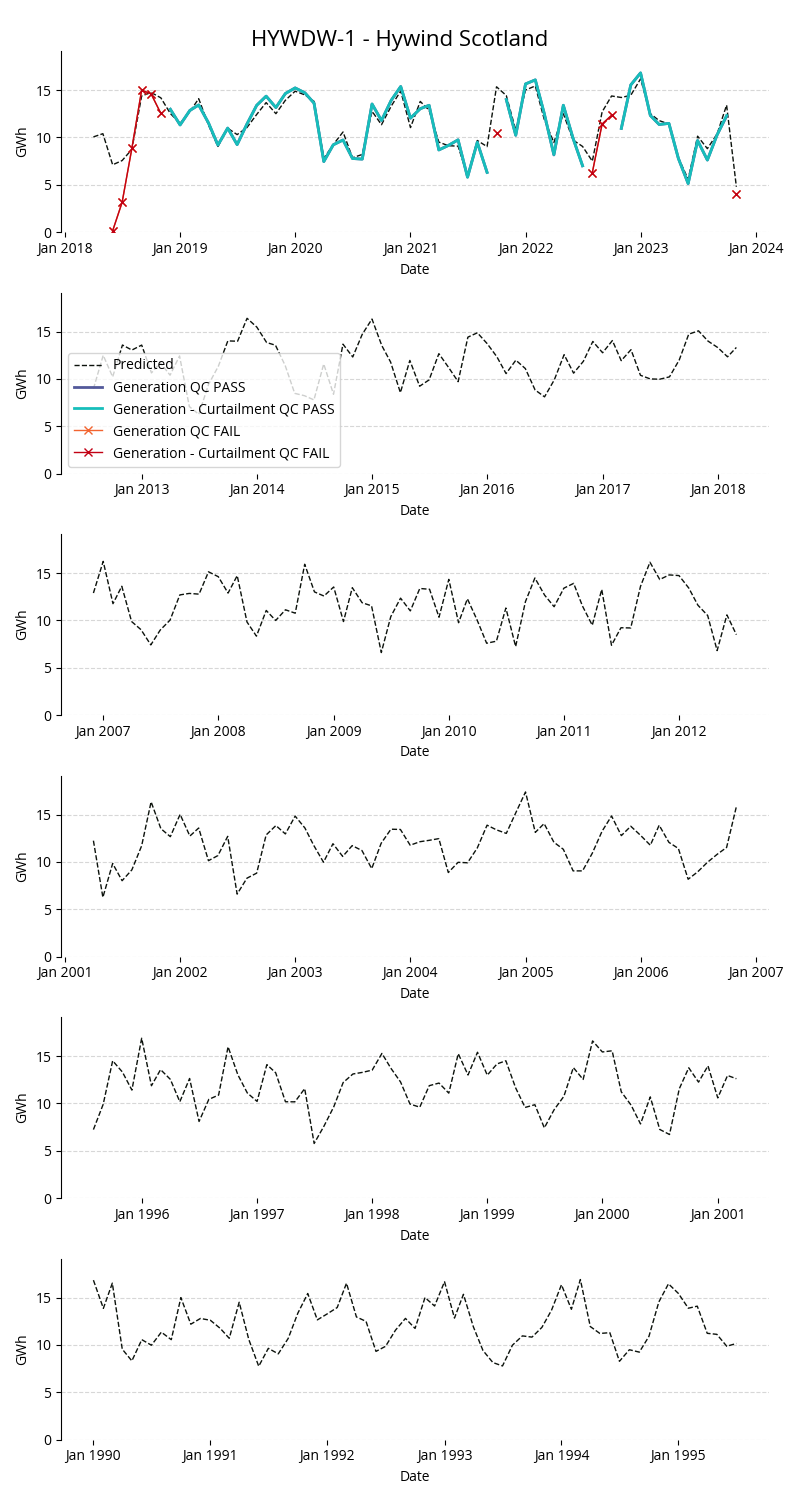 HYWDW-1 - Hywind Scotland
GWh
15
10
5
0
Jan 2018 Jan 2019 Jan 2020 Jan 2021 Jan 2022 Jan 2023 Jan 2024
Date
GWh
15
10
5
0
Predicted
Generation QC PASS
Generation - Curtailment QC PASS
Generation QC FAIL
Generation - Curtailment QC FAIL
Jan 2013 Jan 2014 Jan 2015 Jan 2016 Jan 2017 Jan 2018
Date
GWh
15
10
5
0
Jan 2007 Jan 2008 Jan 2009 Jan 2010 Jan 2011 Jan 2012
Date
GWh
15
10
5
0
Jan 2001 Jan 2002 Jan 2003 Jan 2004 Jan 2005 Jan 2006 Jan 2007
Date
GWh
15
10
5
0
Jan 1996 Jan 1997 Jan 1998 Jan 1999 Jan 2000 Jan 2001
Date
GWh
15
10
5
0
Jan 1990 Jan 1991 Jan 1992 Jan 1993 Jan 1994 Jan 1995
Date